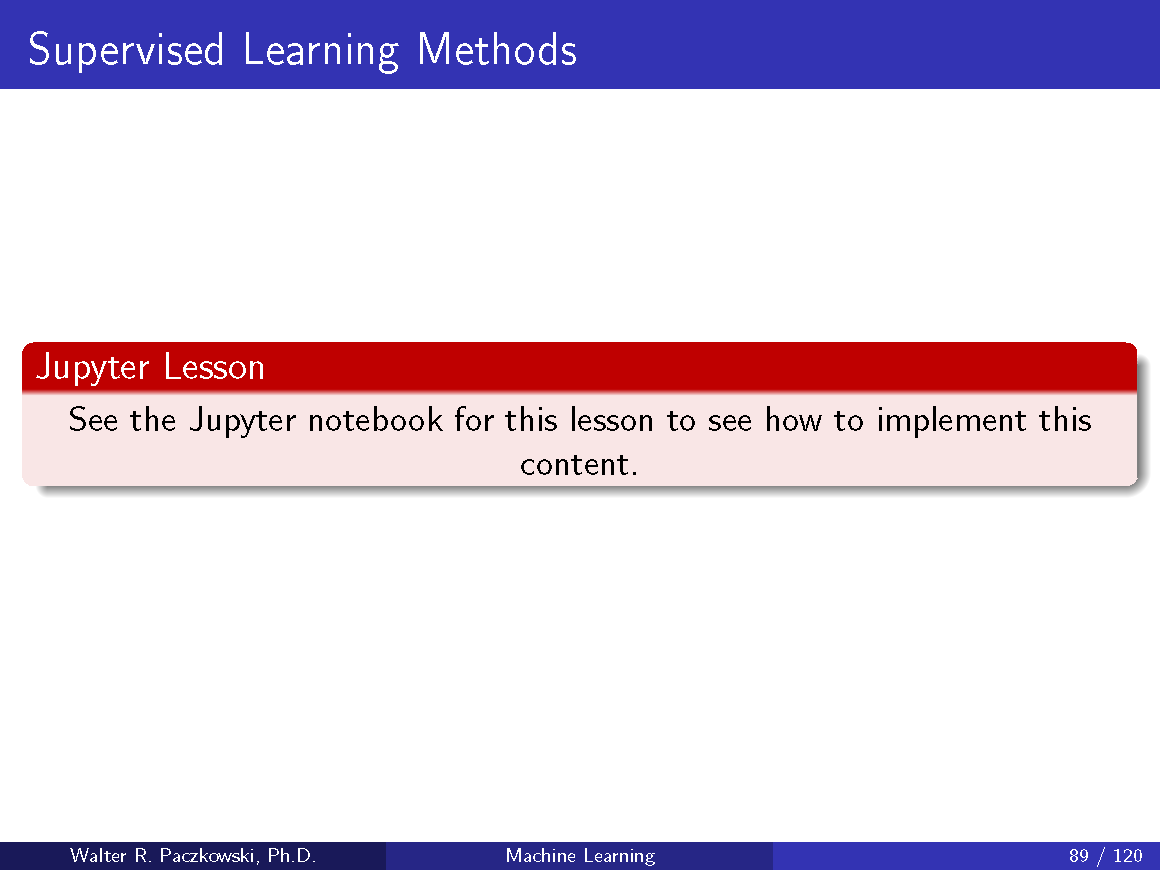 Supervised Learning Methods
Jupyter Lesson
See the Jupyter notebook for this lesson to see how to implement this
content.
Walter R. Paczkowski, Ph.D.
Machine Learning
89 / 120